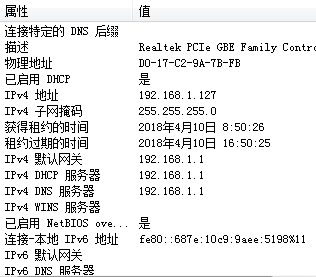 属性 值
连接特定的 DNS 后缀
描述 Realtek PCIe GBE Family Contro
物理地址 D0-17-C2-9A-7B-FB
已启用 DHCP 是
IPv4 地址 192.168.1.127
IPv4 子网掩码 255.255.255.0
获得租约的时间 2018年4月10日 8:50:26
租约过期的时间 2018年4月10日 16:50:25
IPv4 默认网关 192.168.1.1
IPv4 DHCP 服务器 192.168.1.1
IPv4 DNS 服务器 192.168.1.1
IPv4 WINS 服务器
已启用 NetBIOS ove... 是
连接-本地 IPv6 地址 fe80::687e:10c9:9aee:5198%11
IPv6 默认网关
IPv6 DNS 服务器